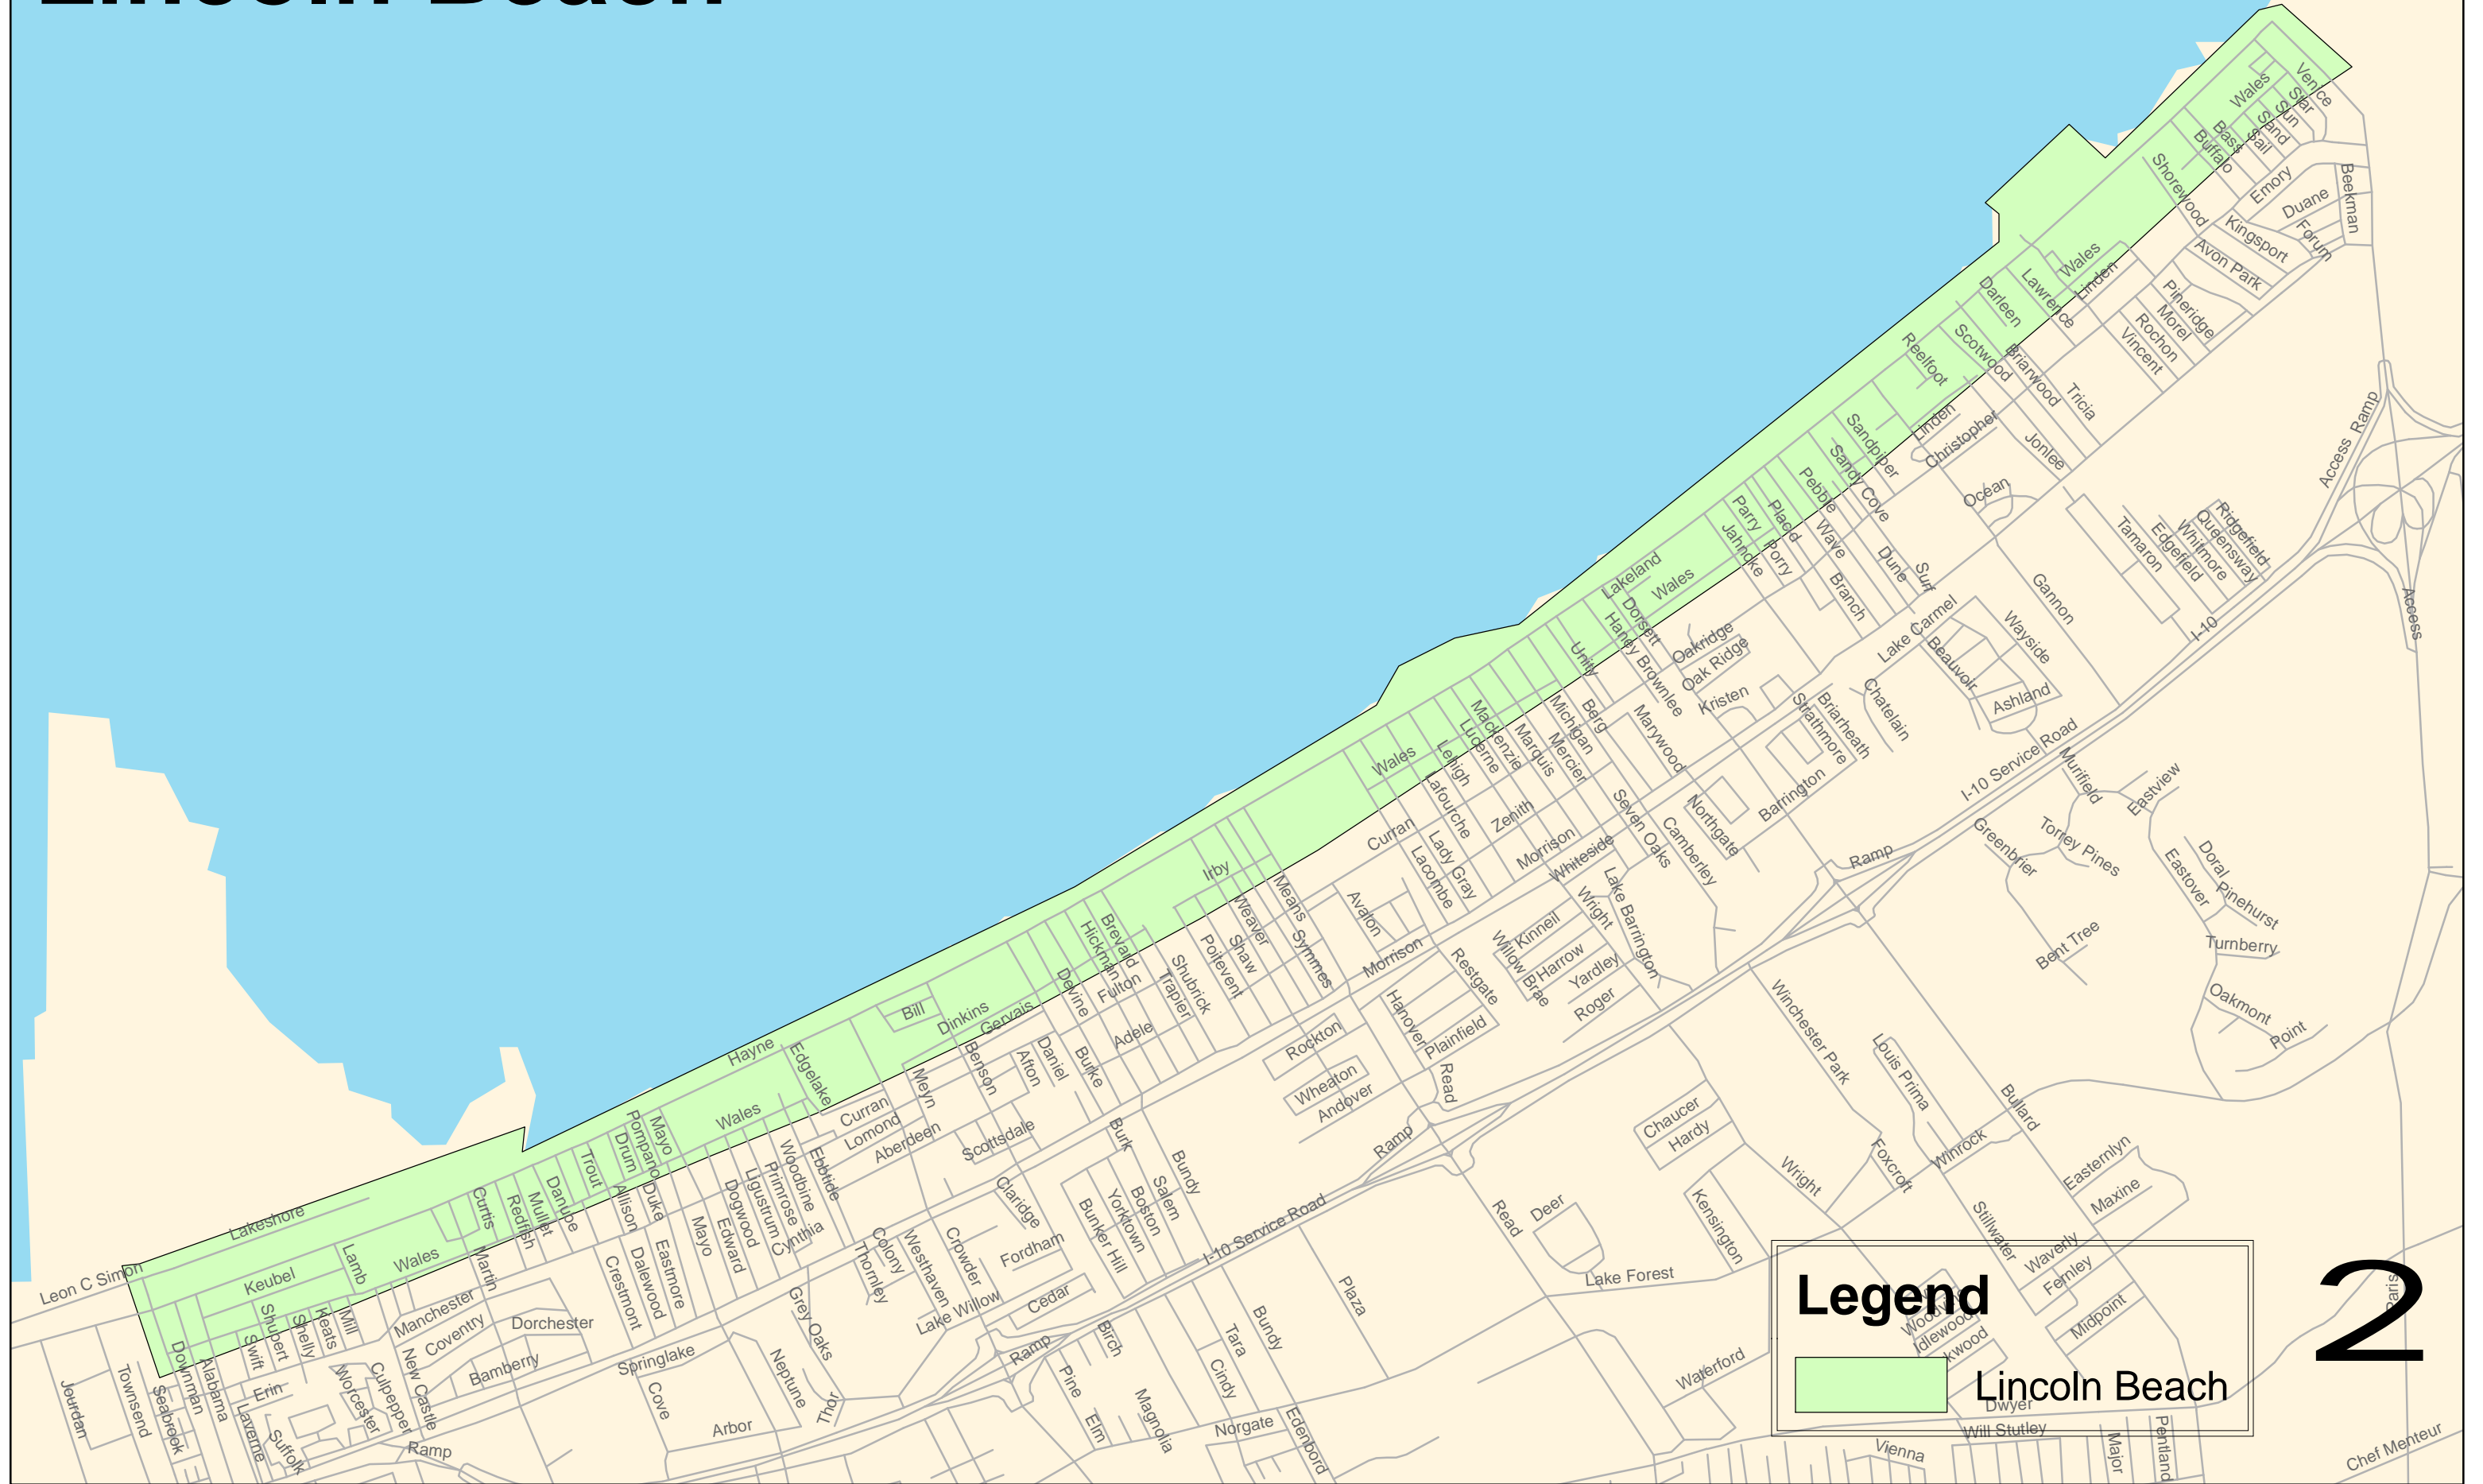 Lincoln Beach
Venice
Wales
Star
Sun
Sand
Sail
Bass
Buffalo
Shorewood
Emory
Duane
Beekman
Kingsport
Forum
Avon Park
Wales
Linden
Lawrence
Darleen
Pineridge
Morel
Rochon
Vincent
Scotwood
Reelfoot
Briarwood
Tricia
Access Ramp
Linden
Christopher
Jonlee
Sandpiper
Sandy Cove
Pebble
Ocean
Placid
Parry
Jahncke
Porry
Wave
Branch
Dune
Surf
Tamaron
Edgefield
Whitmore
Queensway
Ridgefield
Gannon
Access
I-10
Lakeland
Wales
Dorsett
Haney Brownlee
Unity
Oakridge
Oak Ridge
Kristen
Lake Carmel
Wayside
Beauvoir
Ashland
Chatelain
Briarheath
Strathmore
Marywood
Berg
Michigan
Mercier
Marquis
Mackenzie
Lucerne
Lehigh
Wales
Lafourche
Zenith
Curran
Lady Gray
Lacombe
Morrison
Whiteside
Seven Oaks
Camberley
Northgate
Barrington
I-10 Service Road
Murifield
Eastview
Torrey Pines
Greenbrier
Doral
Eastover
Pinehurst
Turnberry
Bent Tree
Oakmont
Point
Ramp
Irby
Means
Weaver
Symmes
Shaw
Poitevent
Avalon
Morrison
Wright
Lake Barrington
Kinneil
Willow Brae
Harrow
Yardley
Roger
Restgate
Hanover
Plainfield
Brevard
Hickman
Devine
Fulton
Shubrick
Trapier
Adele
Bill
Dinkins
Gervais
Hayne
Edgelake
Benson
Afton
Daniel
Burke
Meyn
Rockton
Wheaton
Andover
Read
Winchester Park
Louis Prima
Bullard
Chaucer
Hardy
Winrock
Foxcroft
Wright
Easternlyn
Maxine
Stillwater
Waverly
Fernley
Midpoint
Kensington
Deer
Read
Ramp
Lake Forest
Plaza
Wales
Curran
Lomond
Aberdeen
Scottsdale
Burk
Bundy
Salem
Boston
Yorktown
Bunker Hill
Claridge
Fordham
Crowder
Westhaven
Colony
Thornley
Lake Willow
Cedar
I-10 Service Road
Mayo
Pompano
Drum
Trout
Danube
Mullet
Redfish
Curtis
Allison
Duke
Woodbine
Primrose
Ligustrum
Dogwood
Ebbtide
Cynthia
Edward
Mayo
Eastmore
Dalewood
Crestmont
Lakeshore
Leon C Simon
Keubel
Lamb
Wales
Martin
Manchester
Coventry
Dorchester
Bamberry
New Castle
Culpepper
Worcester
Mill
Keats
Shelly
Shubert
Swift
Erin
Alabama
Downman
Seabrook
Townsend
Jourdan
Laverne
Suffolk
Ramp
Springlake
Cove
Arbor
Neptune
Grey Oaks
Thor
Ramp
Pine
Elm
Birch
Magnolia
Cindy
Tara
Bundy
Norgate
Edenbord
Waterford
Legend
Idlewood
kwood
Lincoln Beach
Dwyer
Will Stutley
Vienna
Major
Pentland
Chef Menteur
Paris
2